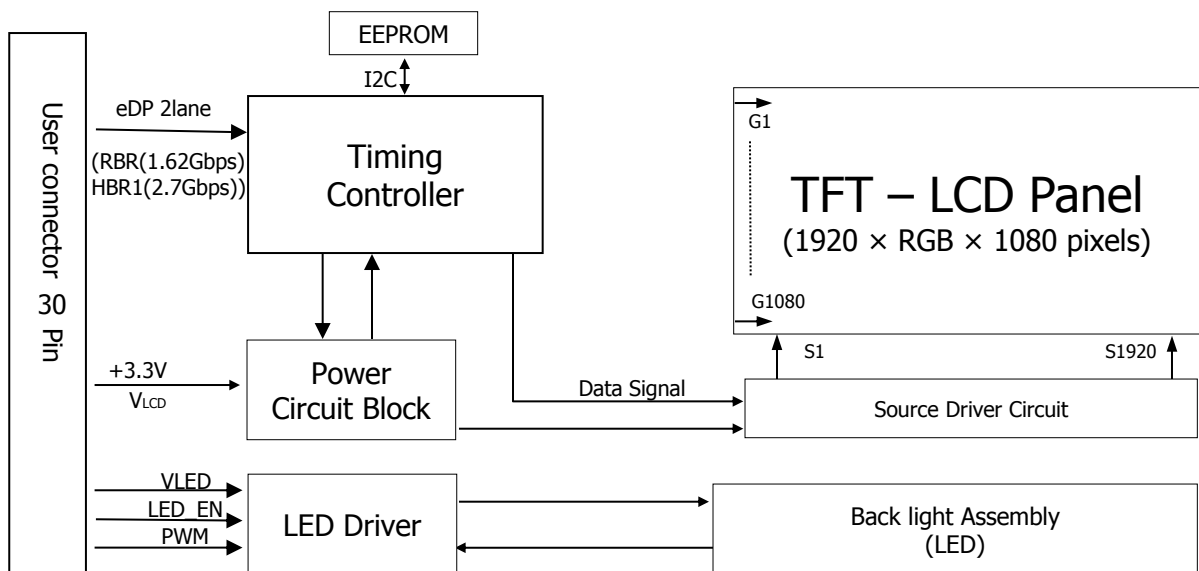 EEPROM
I2C
User connector 30 Pin
eDP 2lane
(RBR(1.62Gbps)
HBR1(2.7Gbps))
Timing
Controller
G1
TFT – LCD Panel
(1920 × RGB × 1080 pixels)
G1080
S1
S1920
+3.3V
VLCD
Power
Circuit Block
Data Signal
Source Driver Circuit
VLED
LED_EN
PWM
LED Driver
Back light Assembly
(LED)